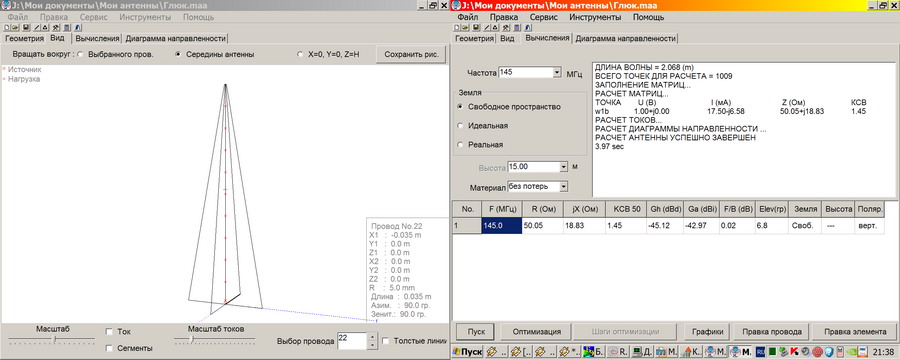 J:\Мои документы\Мои антенны\Глюк.maa
Файл Правка Сервис Инструменты Помощь
Геометрия Вид Вычисления Диаграмма направленности
Вращать вокруг : Выбранного пров. Середины антенны X=0, Y=0, Z=H Сохранить рис.
Источник
Нагрузка
Провод No.22
X1 : -0.035 m
Y1 : 0.0 m
Z1 : 0.0 m
X2 : 0.0 m
Y2 : 0.0 m
Z2 : 0.0 m
R : 5.0 mm
Длина : 0.035 m
Азим. : 90.0 гр.
Зенит.: 90.0 гр.
Масштаб Ток Масштаб токов
Сегменты Выбор провода 22 Толстые лини
J:\Мои документы\Мои антенны\Глюк.maa
Файл Правка Сервис Инструменты Помощь
Геометрия Вид Вычисления Диаграмма направленности
Частота 145 МГц
Земля
Свободное пространство
Идеальная
Реальная
Высота 15.00 м
Материал без потерь
ДЛИНА ВОЛНЫ = 2.068 (m)
ВСЕГО ТОЧЕК ДЛЯ РАСЧЕТА = 1009
ЗАПОЛНЕНИЕ МАТРИЦ...
РАСЧЕТ МАТРИЦ...
ТОЧКА U (В) I (мА) Z (Ом) КСВ
w1b 1.00+j0.00 17.50-j6.58 50.05+j18.83 1.45
РАСЧЕТ ТОКОВ...
РАСЧЕТ ДИАГРАММЫ НАПРАВЛЕННОСТИ ...
РАСЧЕТ АНТЕННЫ УСПЕШНО ЗАВЕРШЕН
3.97 sec
No. F (МГц) R (Ом) jX (Ом) КСВ 50 Gh (dBd) Ga (dBi) F/B (dB) Elev(гр) Земля Высота Поляр.
1 145.0 50.05 18.83 1.45 -45.12 -42.97 0.02 6.8 Своб. --- верт.
Пуск Оптимизация Шаги оптимизации Графики Правка провода Правка элемента
Пуск [... *... Б. R. Д. М. М. М. RU 21:38